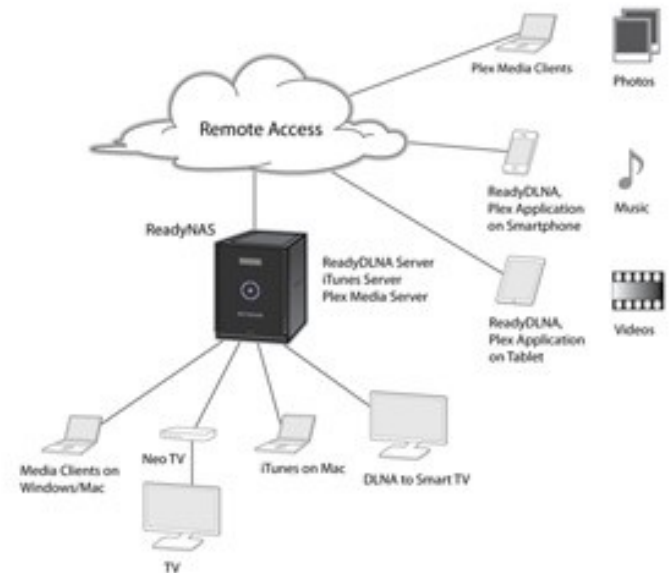 Plex Media Clients
Photos
Remote Access
ReadyDLNA,
Plex Application
on Smartphone
Music
ReadyNAS
ReadyDLNA Server
iTunes Server
Plex Media Server
ReadyDLNA,
Plex Application
on Tablet
Videos
Media Clients on
Windows/Mac
Neo TV
iTunes on Mac
DLNA to Smart TV
TV